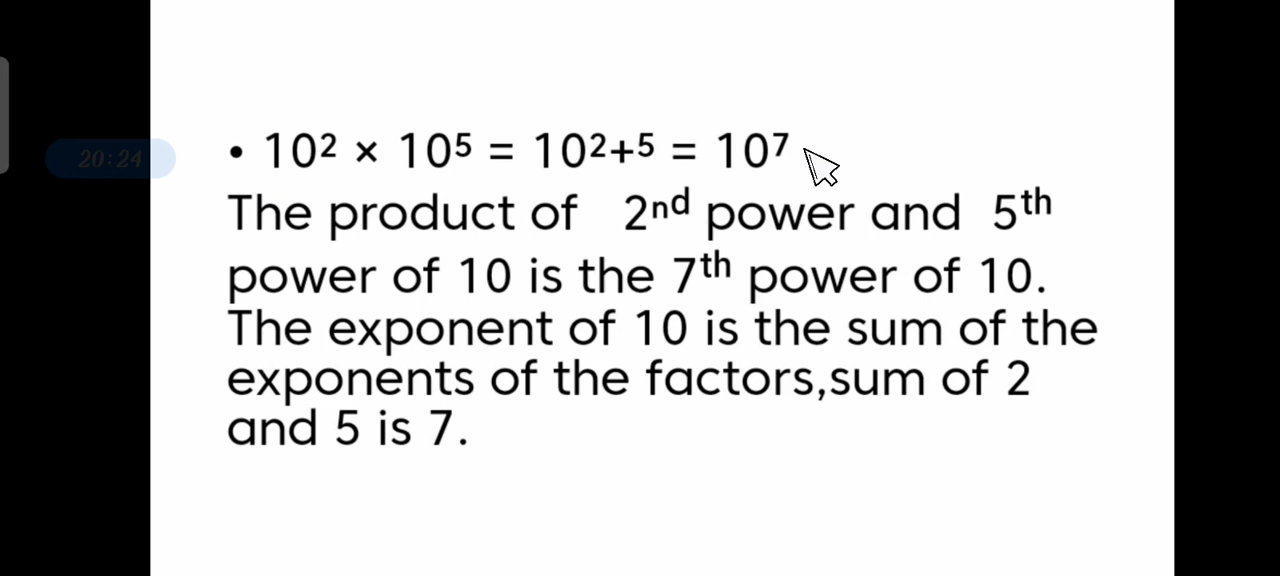 20:24
• 10² × 10⁵ = 10²⁺⁵ = 10⁷
The product of 2ⁿᵈ power and 5ᵗʰ
power of 10 is the 7ᵗʰ power of 10.
The exponent of 10 is the sum of the
exponents of the factors,sum of 2
and 5 is 7.